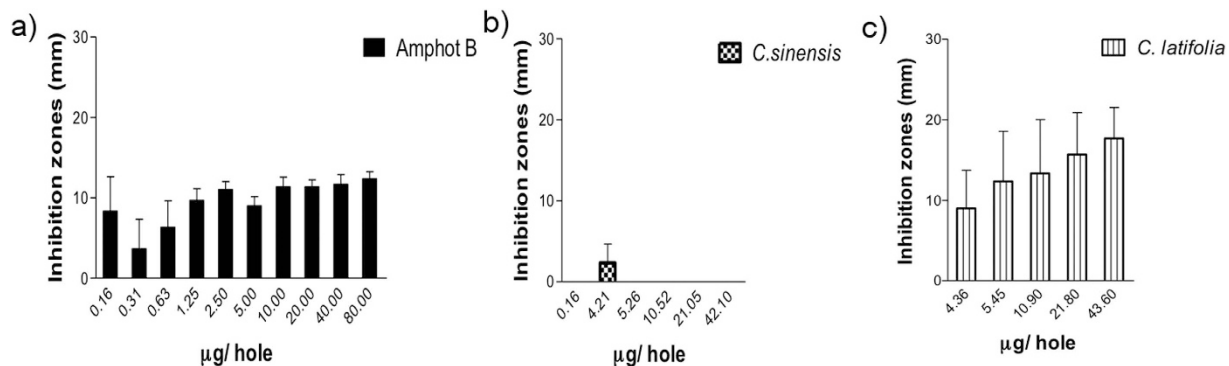 a)
Inhibition zones (mm)
30
20
10
0
Amphot B
0.16
0.31
0.63
1.25
2.50
5.00
10.00
20.00
40.00
80.00
µg/ hole
b)
Inhibition zones (mm)
30
20
10
0
C.sinensis
0.16
4.21
5.26
10.52
21.05
42.10
µg/ hole
c)
Inhibition zones (mm)
30
20
10
0
C. latifolia
4.36
5.45
10.90
21.80
43.60
µg/ hole